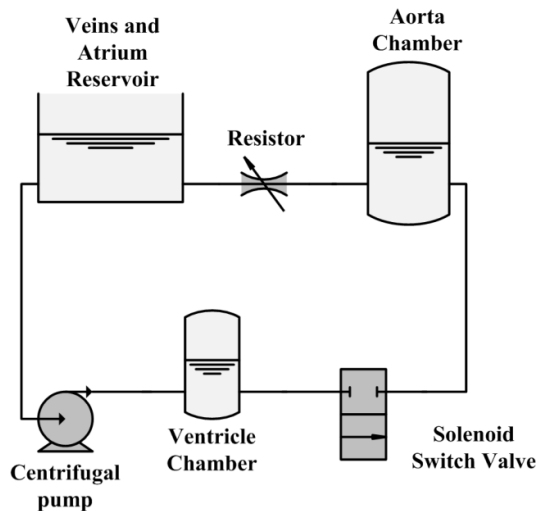 Veins and
Atrium
Reservoir
Aorta
Chamber
Resistor
Ventricle
Chamber
Solenoid
Switch Valve
Centrifugal
pump